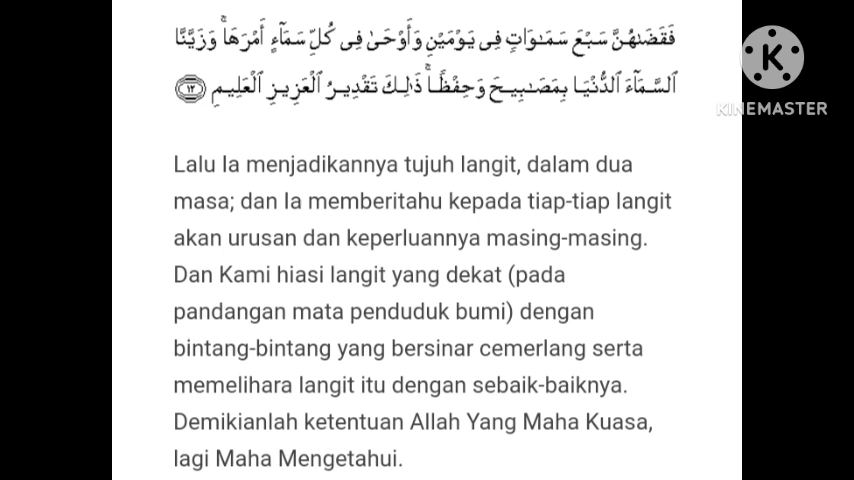 فَقَضَىٰهُنَّ سَبْعَ سَمَـٰوَاتٍ فِى يَوْمَيْنِ وَأَوْحَىٰ فِى كُلِّ سَمَآءٍ أَمْرَهَا ۚ وَزَيَّنَّا
ٱلسَّمَآءَ ٱلدُّنْيَا بِمَصَـٰبِيحَ وَحِفْظًا ۚ ذَٰلِكَ تَقْدِيرُ ٱلْعَزِيزِ ٱلْعَلِيمِ ١٢
KINEMASTER
Lalu Ia menjadikannya tujuh langit, dalam dua
masa; dan Ia memberitahu kepada tiap-tiap langit
akan urusan dan keperluannya masing-masing.
Dan Kami hiasi langit yang dekat (pada
pandangan mata penduduk bumi) dengan
bintang-bintang yang bersinar cemerlang serta
memelihara langit itu dengan sebaik-baiknya.
Demikianlah ketentuan Allah Yang Maha Kuasa,
lagi Maha Mengetahui.